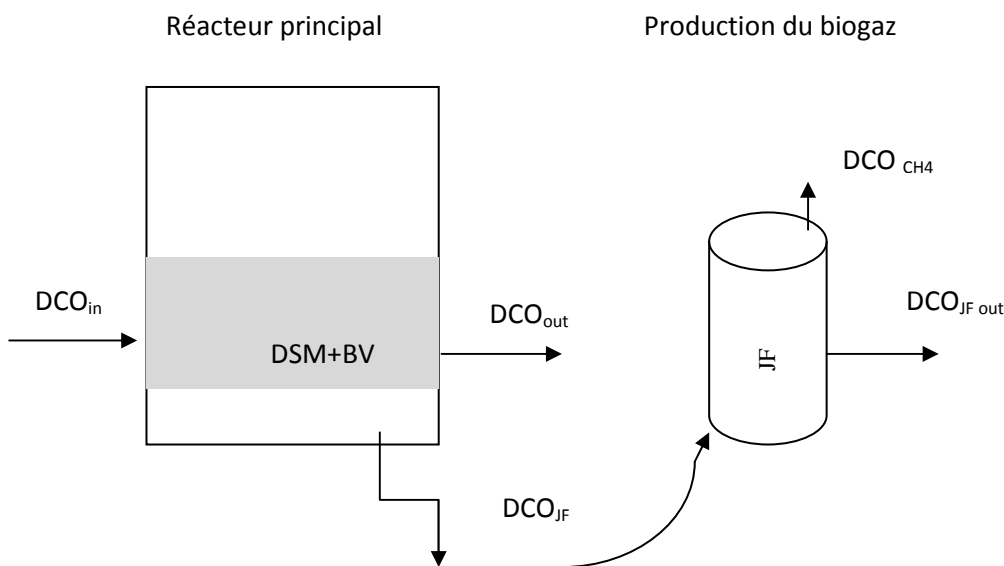 Réacteur principal
Production du biogaz
DCO CH4
DCOin
DCOout
DCOJF out
DSM+BV
JF
DCOJF